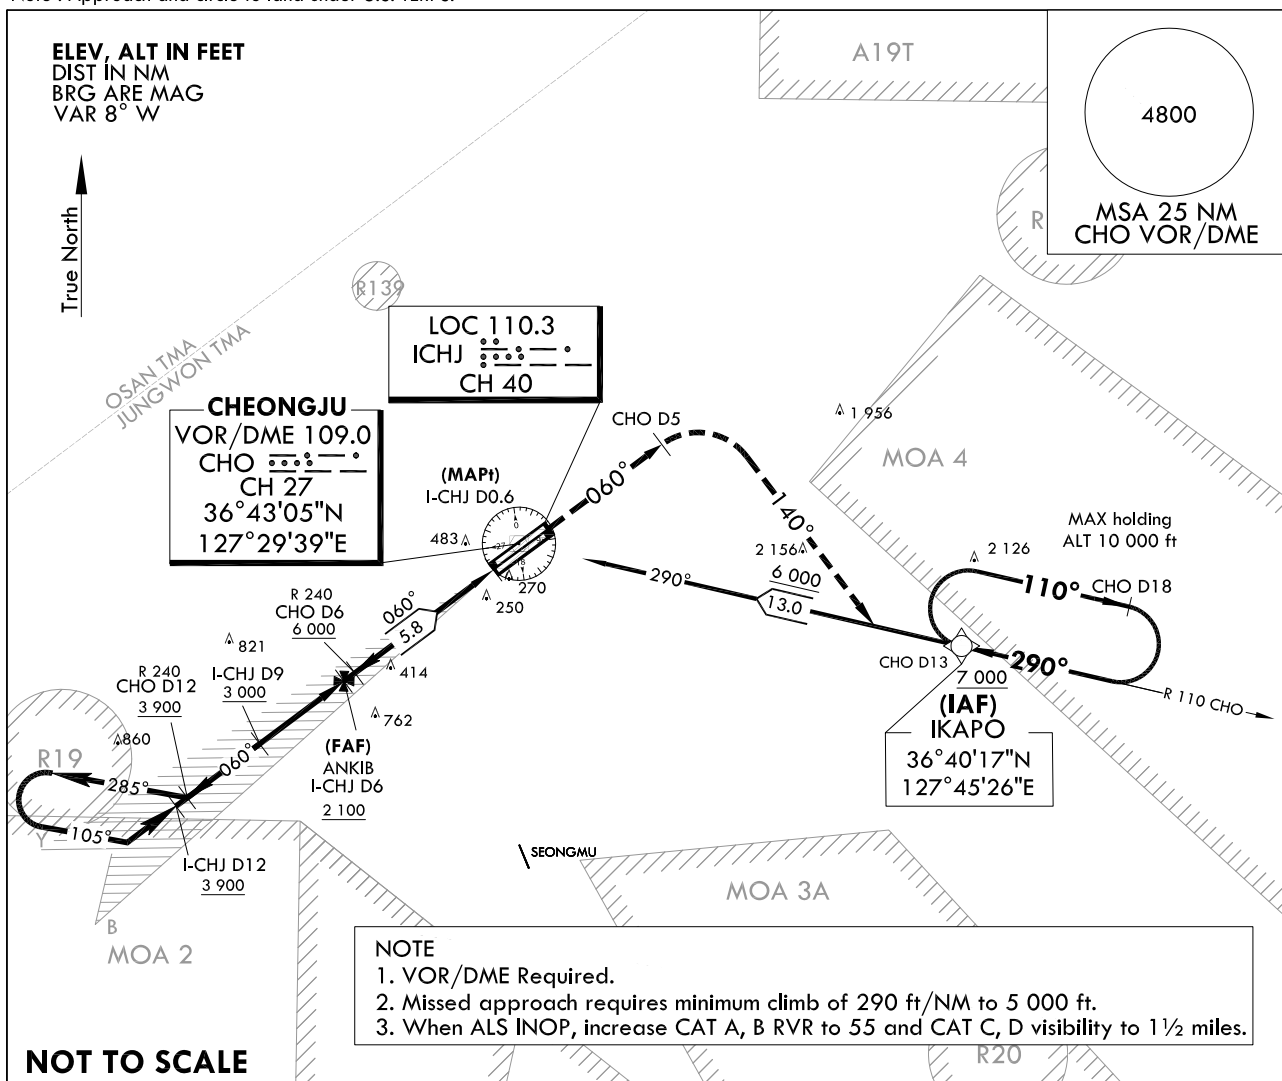 ELEV, ALT IN FEET
DIST IN NM
BRG ARE MAG
VAR 8° W
True North
A19T
4800
MSA 25 NM
CHO VOR/DME
R
R139
OSAN TMA
JUNGWON TMA
LOC 110.3
ICHJ
CH 40
CHEONGJU
VOR/DME 109.0
CHO
CH 27
36°43'05"N
127°29'39"E
(MAPt)
I-CHJ D0.6
CHO D5
060°
140°
1 956
MOA 4
MAX holding
ALT 10 000 ft
2 126
110°
CHO D18
290°
R 110 CHO
2 156
6 000
13.0
290°
CHO D13
7 000
(IAF)
IKAPO
36°40'17"N
127°45'26"E
0
27
18
483
270
250
060°
5.8
R 240
CHO D6
6 000
414
821
762
I-CHJ D9
3 000
R 240
CHO D12
3 900
(FAF)
ANKIB
I-CHJ D6
2 100
860
R19
060°
285°
105°
Y
I-CHJ D12
3 900
B
MOA 2
SEONGMU
MOA 3A
NOTE
1. VOR/DME Required.
2. Missed approach requires minimum climb of 290 ft/NM to 5 000 ft.
3. When ALS INOP, increase CAT A, B RVR to 55 and CAT C, D visibility to 1½ miles.
R20
NOT TO SCALE